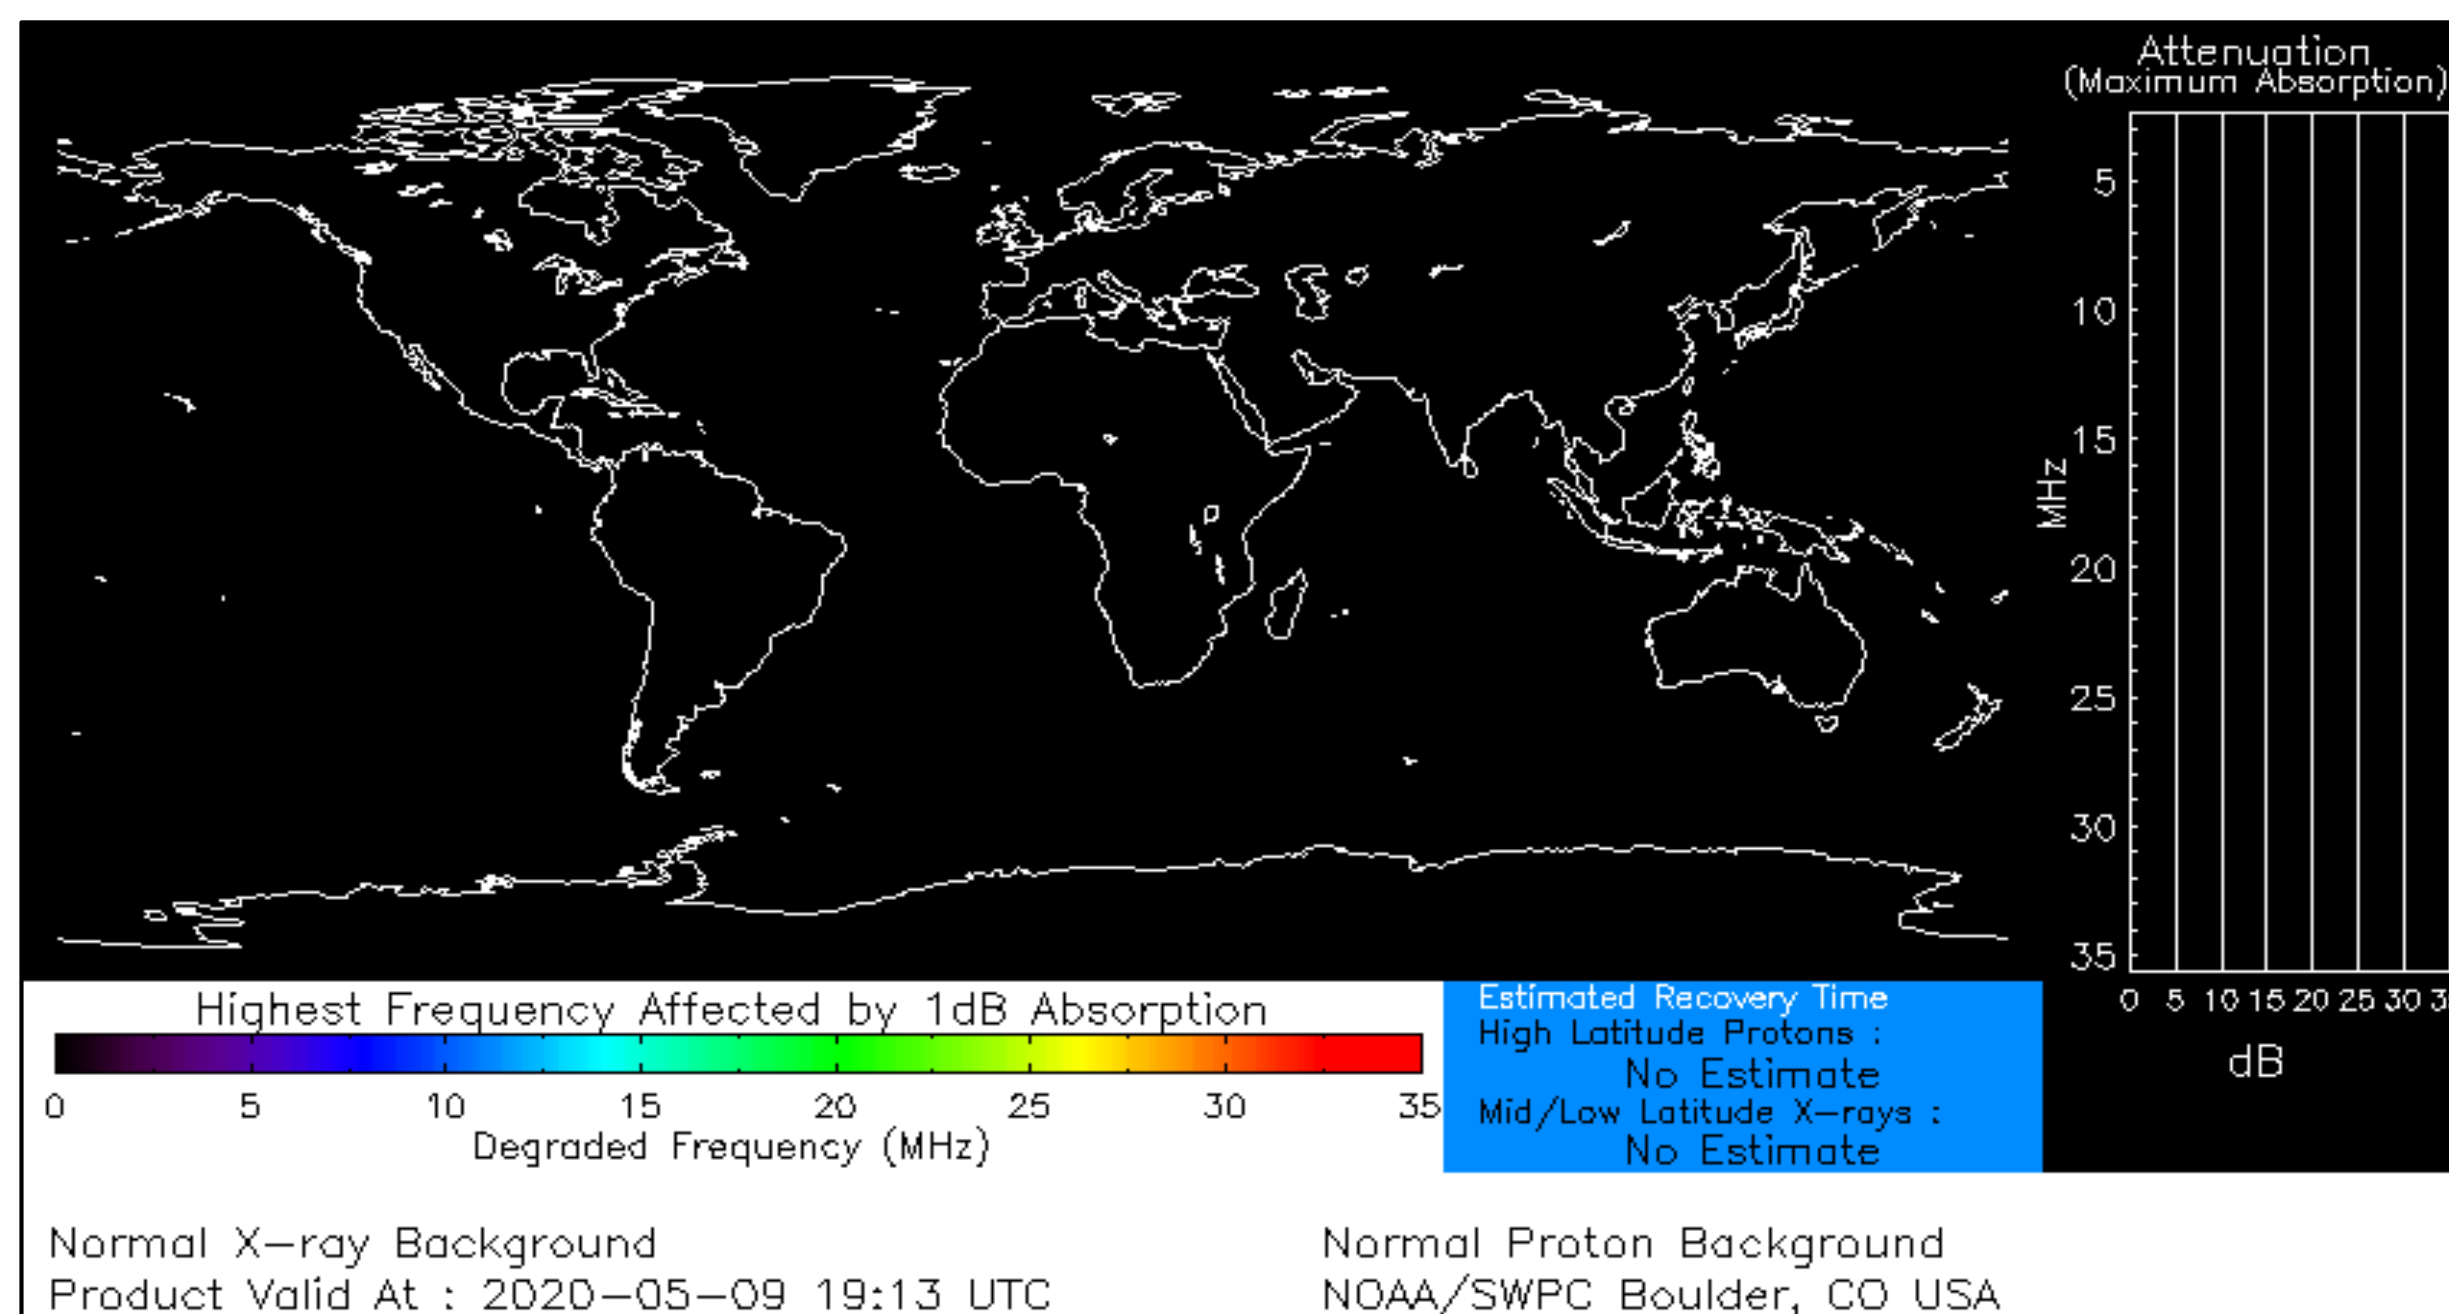 Attenuation
(Maximum Absorption)
5
10
15
20
25
30
35
MHz
0 5 10 15 20 25 30
dB
Highest Frequency Affected by 1dB Absorption
0 5 10 15 20 25 30 35
Degraded Frequency (MHz)
Estimated Recovery Time
High Latitude Protons :
No Estimate
Mid/Low Latitude X-rays :
No Estimate
Normal X-ray Background
Normal Proton Background
Product Valid At : 2020-05-09 19:13 UTC
NOAA/SWPC Boulder, CO USA